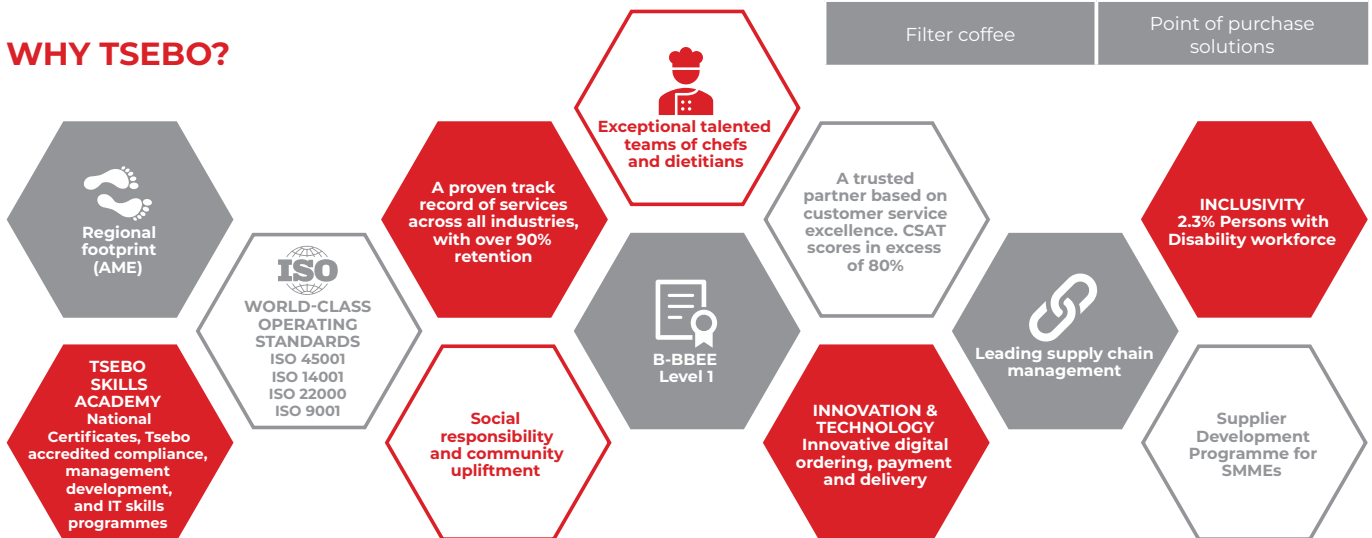 WHY TSEBO?
Filter coffee
Point of purchase
solutions
Exceptional talented
teams of chefs
and dietitians
Regional
footprint
(AME)
ISO
WORLD-CLASS
OPERATING
STANDARDS
ISO 45001
ISO 14001
ISO 22000
ISO 9001
A proven track
record of services
across all industries,
with over 90%
retention
A trusted
partner based on
customer service
excellence. CSAT
scores in excess
of 80%
INCLUSIVITY
2.3% Persons with
Disability workforce
B-BBEE
Level 1
Leading supply chain
management
TSEBO
SKILLS
ACADEMY
National
Certificates, Tsebo
accredited compliance,
management
development,
and IT skills
programmes
Social
responsibility
and community
upliftment
INNOVATION &
TECHNOLOGY
Innovative digital
ordering, payment
and delivery
Supplier
Development
Programme for
SMMEs